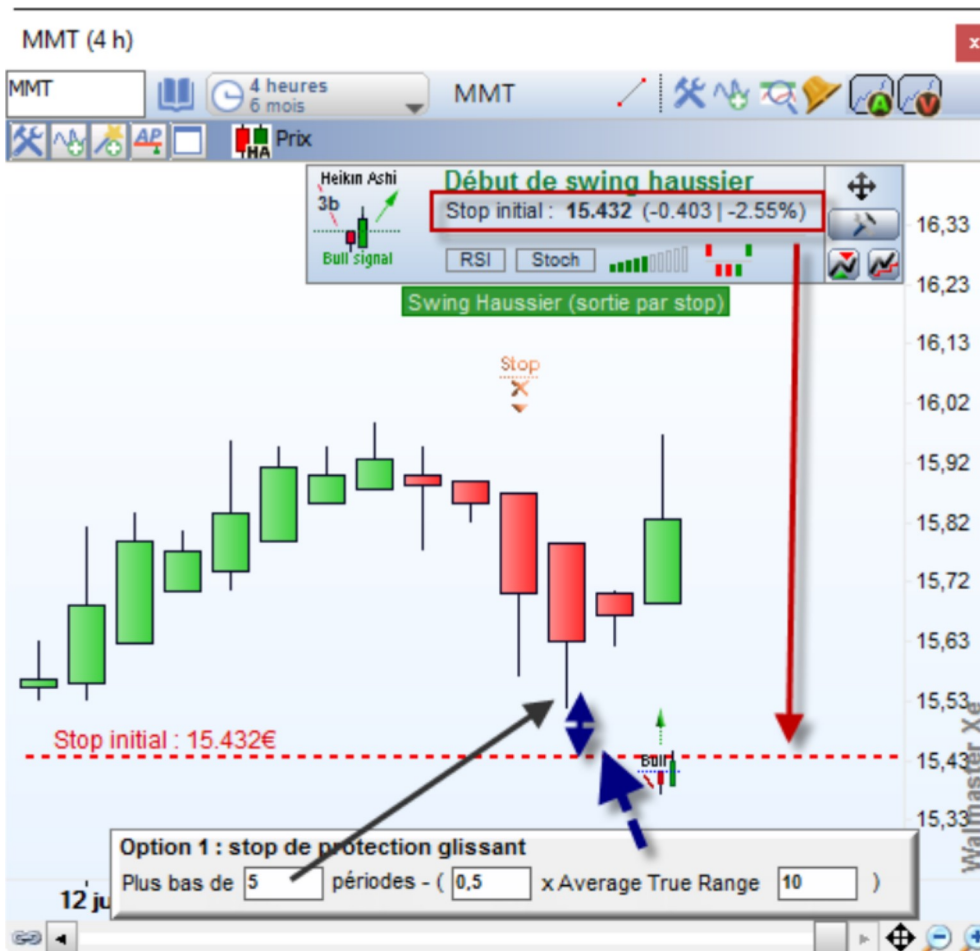 MMT (4 h)
x
MMT
4 heures
6 mois
MMT
A
V
AP
HA
Prix
Heikin Ashi
3b
Bull signal
Début de swing haussier
Stop initial : 15.432 (-0.403 | -2.55%)
RSI
Stoch
Swing Haussier (sortie par stop)
16,33
16,23
16,13
16,02
15,92
15,82
15,72
15,63
15,53
15,43
15,33
Stop
Stop initial : 15.432€
Bull
Wallmaster Xe
Option 1 : stop de protection glissant
Plus bas de 5 périodes - ( 0,5 x Average True Range 10 )
12 ju